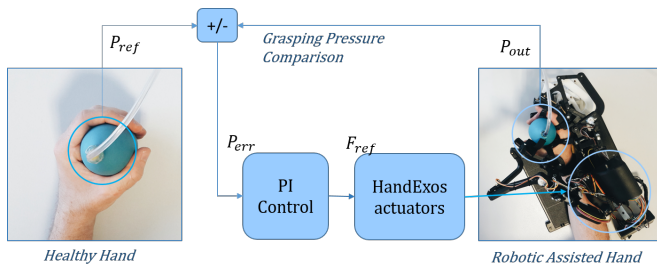 +/-
P_ref
Grasping Pressure
Comparison
P_out
P_err
F_ref
PI
Control
HandExos
actuators
Healthy Hand
Robotic Assisted Hand